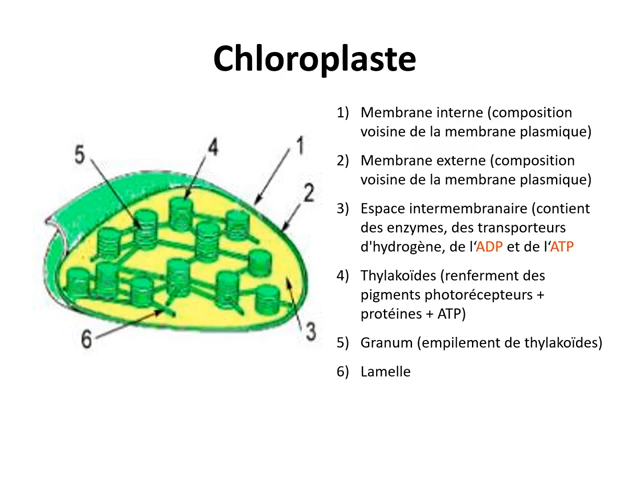 Chloroplaste
1) Membrane interne (composition
voisine de la membrane plasmique)
2) Membrane externe (composition
voisine de la membrane plasmique)
3) Espace intermembranaire (contient
des enzymes, des transporteurs
d'hydrogène, de l‘ADP et de l‘ATP
4) Thylakoïdes (renferment des
pigments photorécepteurs +
protéines + ATP)
5) Granum (empilement de thylakoïdes)
6) Lamelle
5
4
1
2
3
6